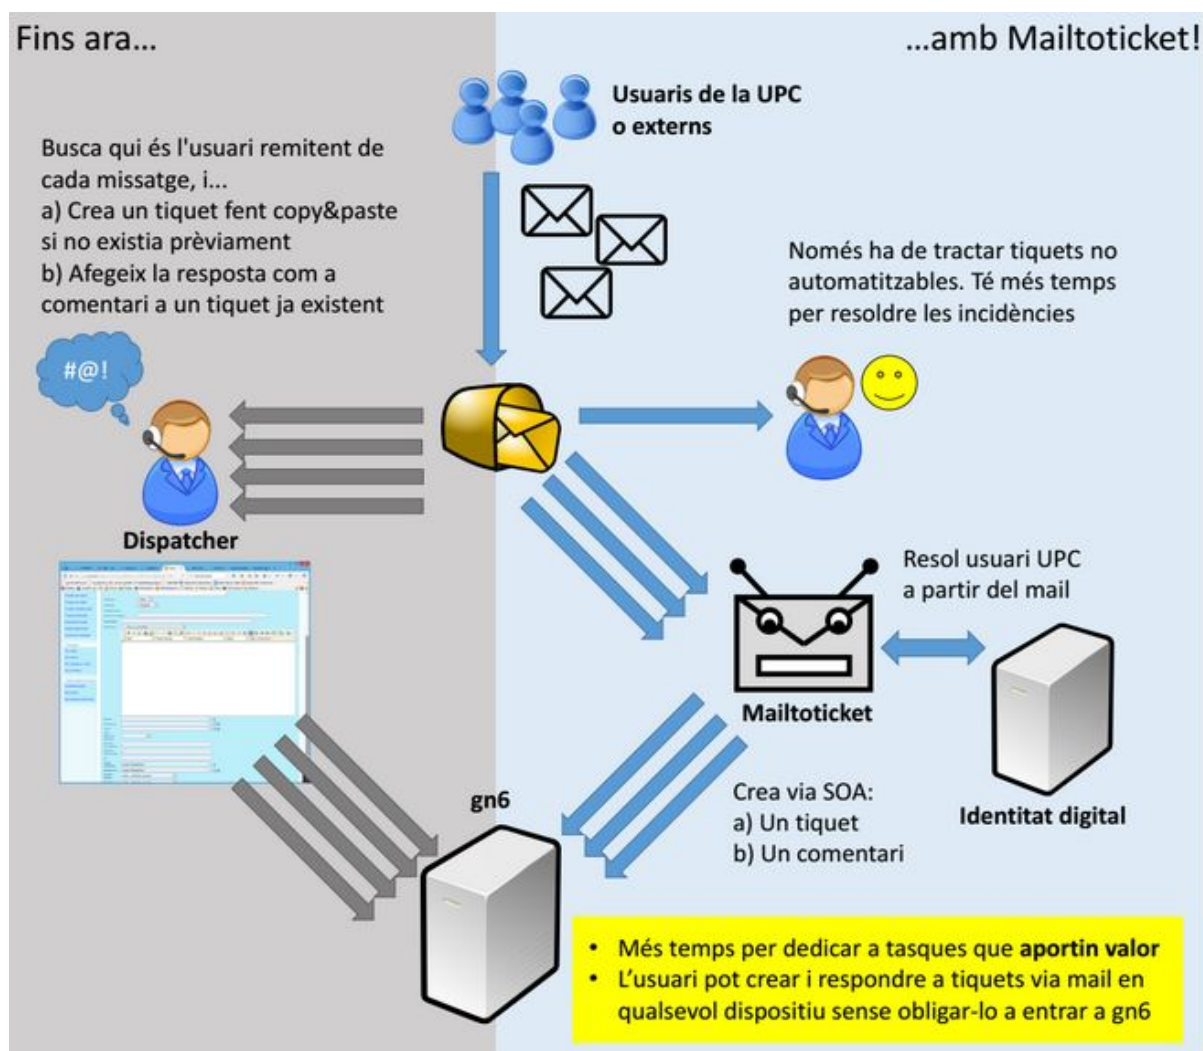 Fins ara...
...amb Mailtoticket!
Usuaris de la UPC
o externs
Busca qui és l'usuari remitent de
cada missatge, i...
a) Crea un tiquet fent copy&paste
si no existia prèviament
b) Afegeix la resposta com a
comentari a un tiquet ja existent
Només ha de tractar tiquets no
automatitzables. Té més temps
per resoldre les incidències
#@!
Dispatcher
Resol usuari UPC
a partir del mail
Mailtoticket
Identitat digital
gn6
Crea via SOA:
a) Un tiquet
b) Un comentari
• Més temps per dedicar a tasques que aportin valor
• L'usuari pot crear i respondre a tiquets via mail en
qualsevol dispositiu sense obligar-lo a entrar a gn6